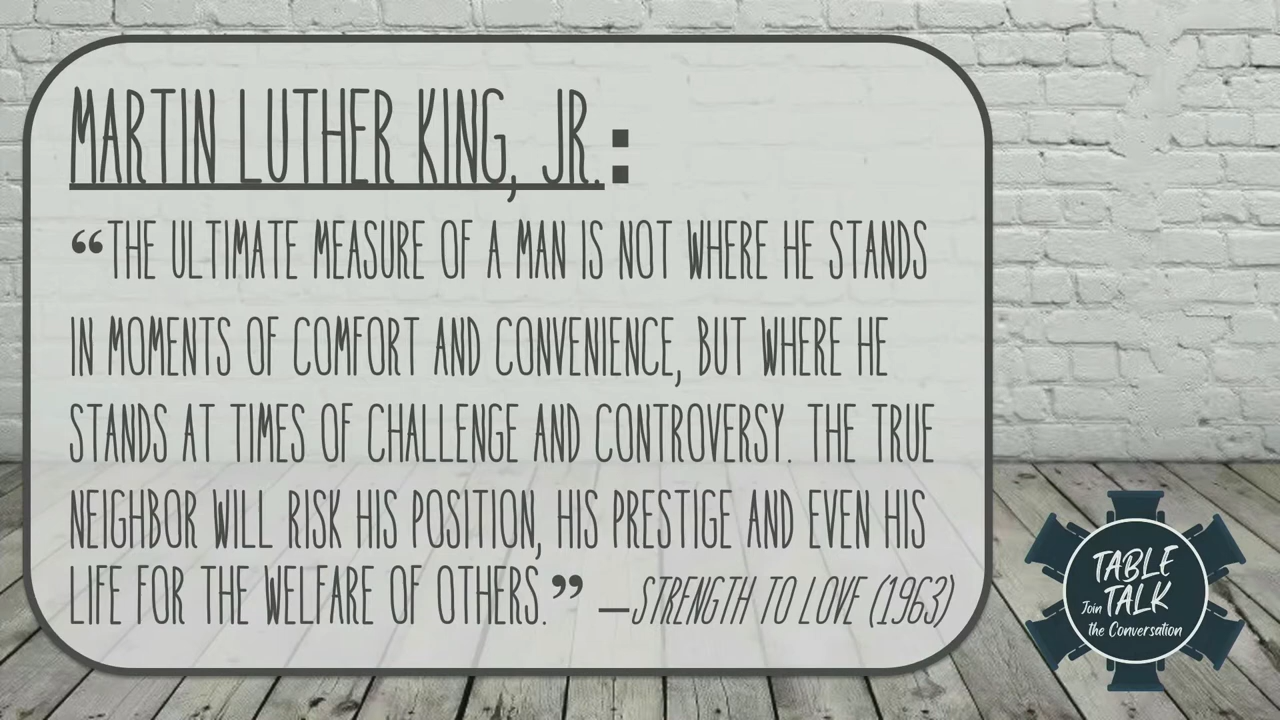 MARTIN LUTHER KING, JR.:
“THE ULTIMATE MEASURE OF A MAN IS NOT WHERE HE STANDS
IN MOMENTS OF COMFORT AND CONVENIENCE, BUT WHERE HE
STANDS AT TIMES OF CHALLENGE AND CONTROVERSY. THE TRUE
NEIGHBOR WILL RISK HIS POSITION, HIS PRESTIGE AND EVEN HIS
LIFE FOR THE WELFARE OF OTHERS.” –STRENGTH TO LOVE (1963)
TABLE
Join TALK
the Conversation